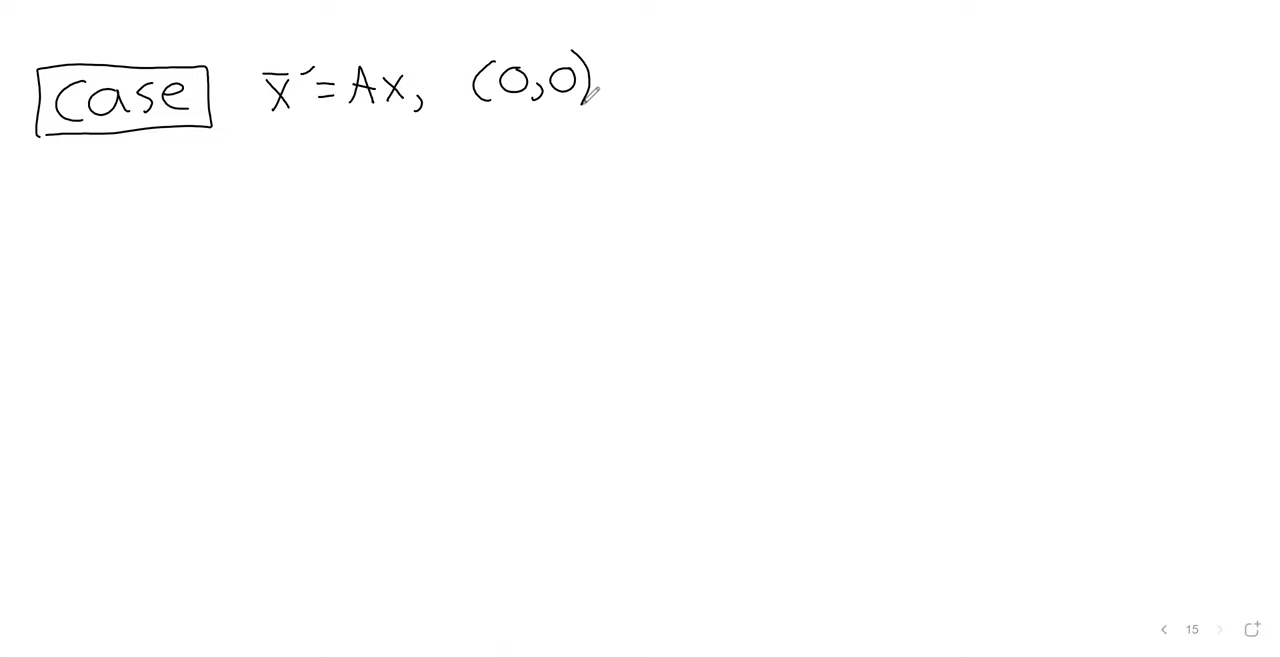 Case x̄′ = Ax, (0,0)
15